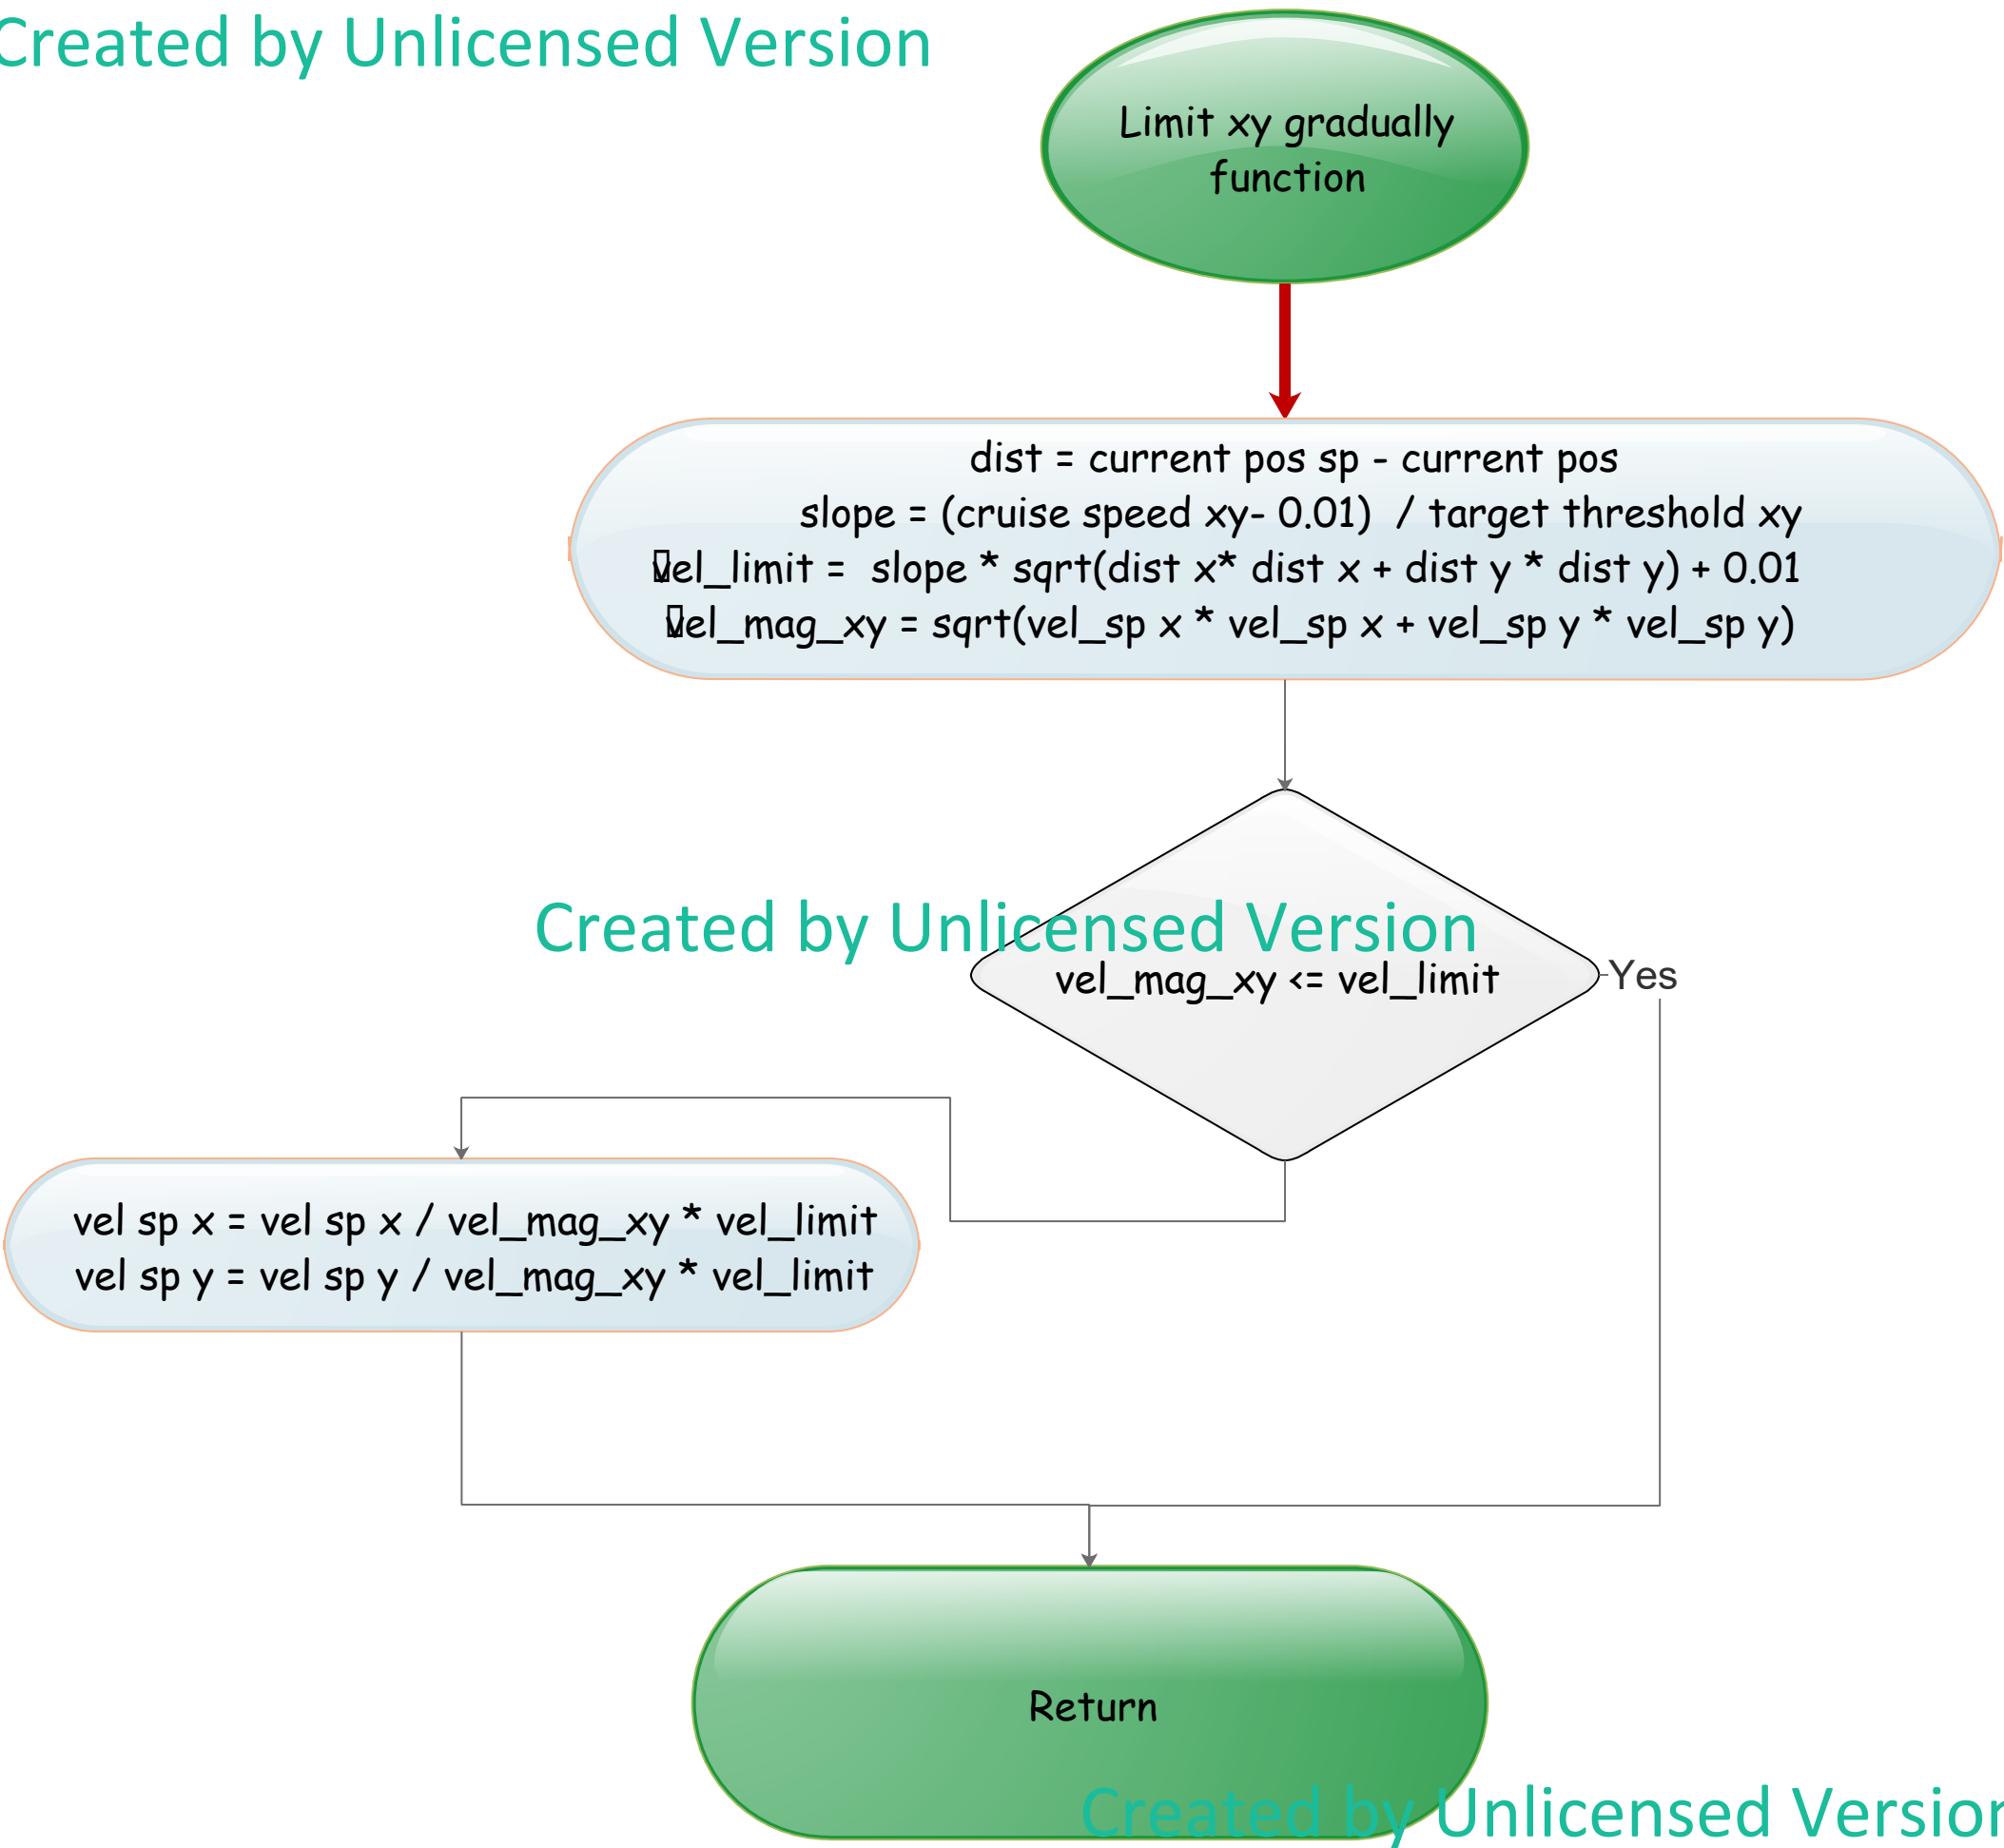 Created by Unlicensed Version
Limit xy gradually
function
dist = current pos sp - current pos
slope = (cruise speed xy- 0.01)  / target threshold xy
vel_limit =  slope * sqrt(dist x* dist x + dist y * dist y) + 0.01
vel_mag_xy = sqrt(vel_sp x * vel_sp x + vel_sp y * vel_sp y)
Created by Unlicensed Version
vel_mag_xy <= vel_limit
Yes
vel sp x = vel sp x / vel_mag_xy * vel_limit
vel sp y = vel sp y / vel_mag_xy * vel_limit
Return
Created by Unlicensed Version